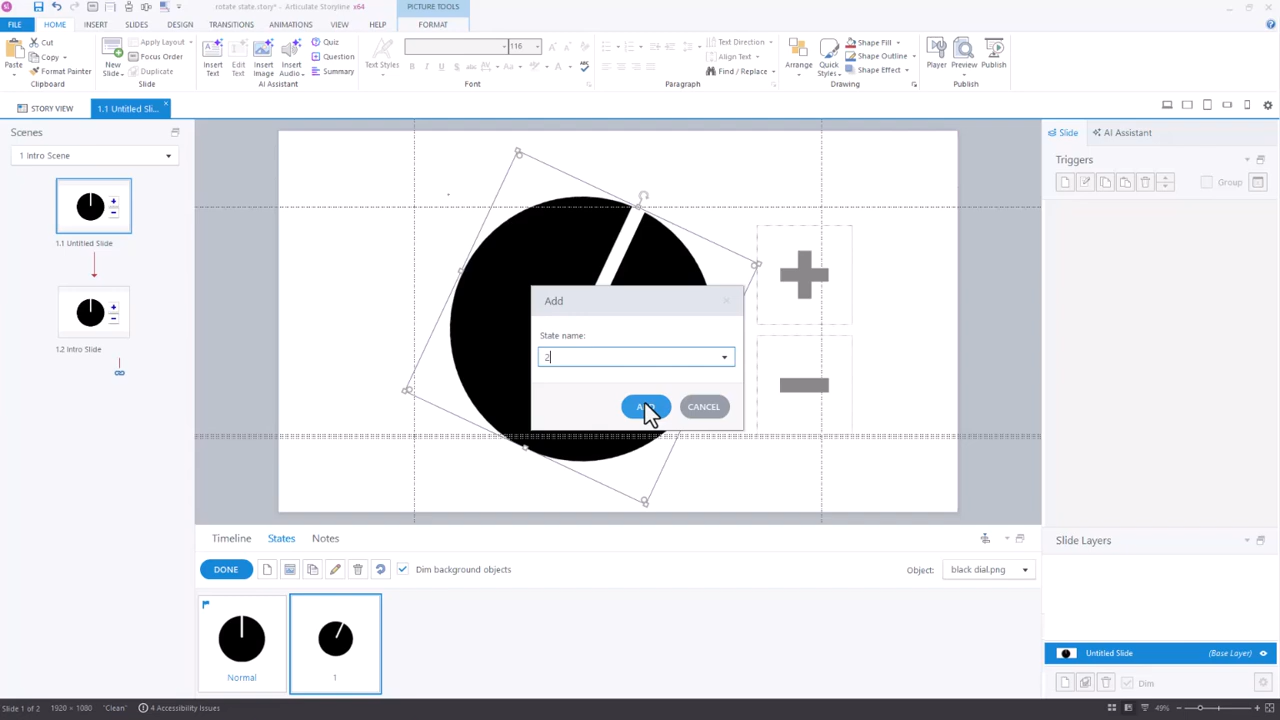 rotate state.story* - Articulate Storyline x64
PICTURE TOOLS
FILE HOME INSERT SLIDES DESIGN TRANSITIONS ANIMATIONS VIEW HELP FORMAT
Paste
Cut
Copy
Format Painter
Clipboard
New Slide
Apply Layout
Focus Order
Duplicate
Slide
Insert Text
Edit Text
Insert Image
Insert Audio
Quiz
Question
Summary
AI Assistant
Text Styles
116
Font
Text Direction
Align Text
Find / Replace
Paragraph
Arrange
Quick Styles
Shape Fill
Shape Outline
Shape Effect
Drawing
Player
Preview
Publish
Publish
STORY VIEW
1.1 Untitled Sli...
Scenes
1 Intro Scene
1.1 Untitled Slide
1.2 Intro Slide
Add
State name:
2
CANCEL
Slide
AI Assistant
Triggers
Group
Timeline States Notes
DONE
Dim background objects
Object: black dial.png
Normal
1
Slide Layers
Untitled Slide (Base Layer)
Dim
Slide 1 of 2 1920 × 1080 "Clean" 4 Accessibility Issues
49%